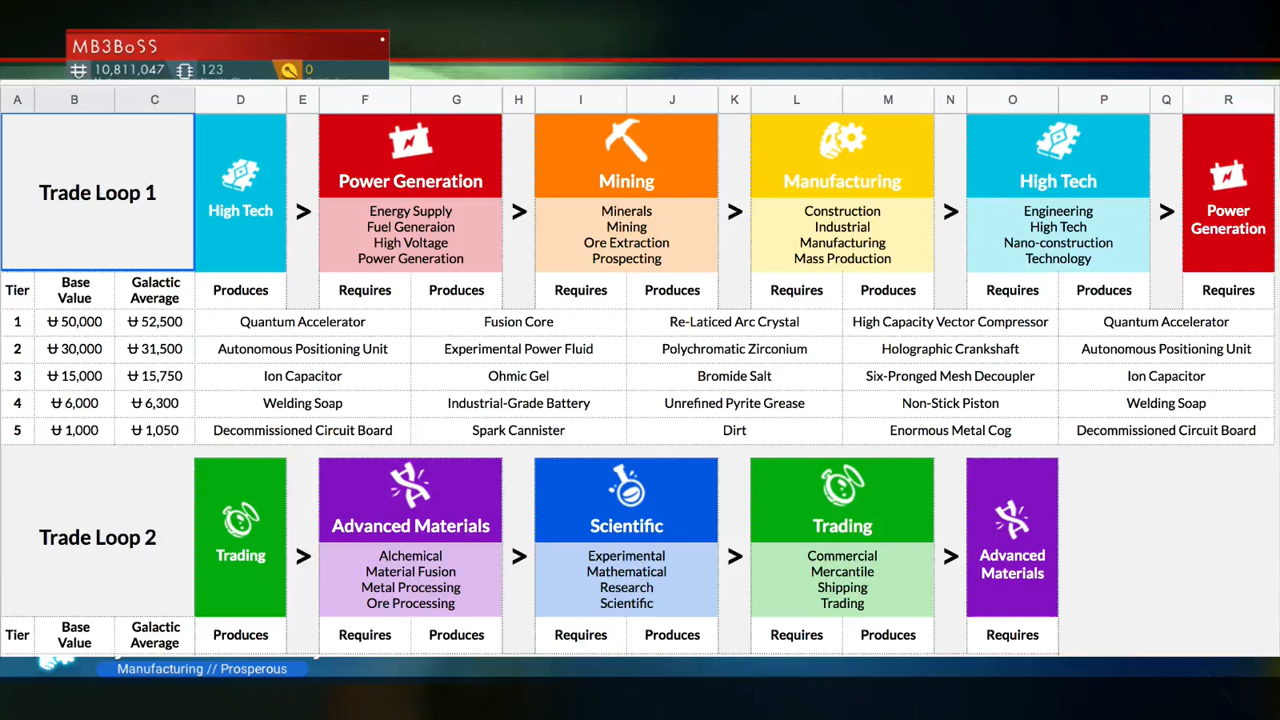 MB3BoSS
10,811,047 123 0
A B C D E F G H I J K L M N O P Q R
Trade Loop 1
High Tech
>
Power Generation
Energy Supply
Fuel Generaion
High Voltage
Power Generation
>
Mining
Minerals
Mining
Ore Extraction
Prospecting
>
Manufacturing
Construction
Industrial
Manufacturing
Mass Production
>
High Tech
Engineering
High Tech
Nano-construction
Technology
>
Power
Generation
Tier Base Value Galactic Average Produces Requires Produces Requires Produces Requires Produces Requires Produces Requires
1 50,000 52,500 Quantum Accelerator Fusion Core Re-Laticed Arc Crystal High Capacity Vector Compressor Quantum Accelerator
2 30,000 31,500 Autonomous Positioning Unit Experimental Power Fluid Polychromatic Zirconium Holographic Crankshaft Autonomous Positioning Unit
3 15,000 15,750 Ion Capacitor Ohmic Gel Bromide Salt Six-Pronged Mesh Decoupler Ion Capacitor
4 6,000 6,300 Welding Soap Industrial-Grade Battery Unrefined Pyrite Grease Non-Stick Piston Welding Soap
5 1,000 1,050 Decommissioned Circuit Board Spark Cannister Dirt Enormous Metal Cog Decommissioned Circuit Board
Trade Loop 2
Trading
>
Advanced Materials
Alchemical
Material Fusion
Metal Processing
Ore Processing
>
Scientific
Experimental
Mathematical
Research
Scientific
>
Trading
Commercial
Mercantile
Shipping
Trading
>
Advanced
Materials
Tier Base Value Galactic Average Produces Requires Produces Requires Produces Requires Produces Requires
Manufacturing // Prosperous